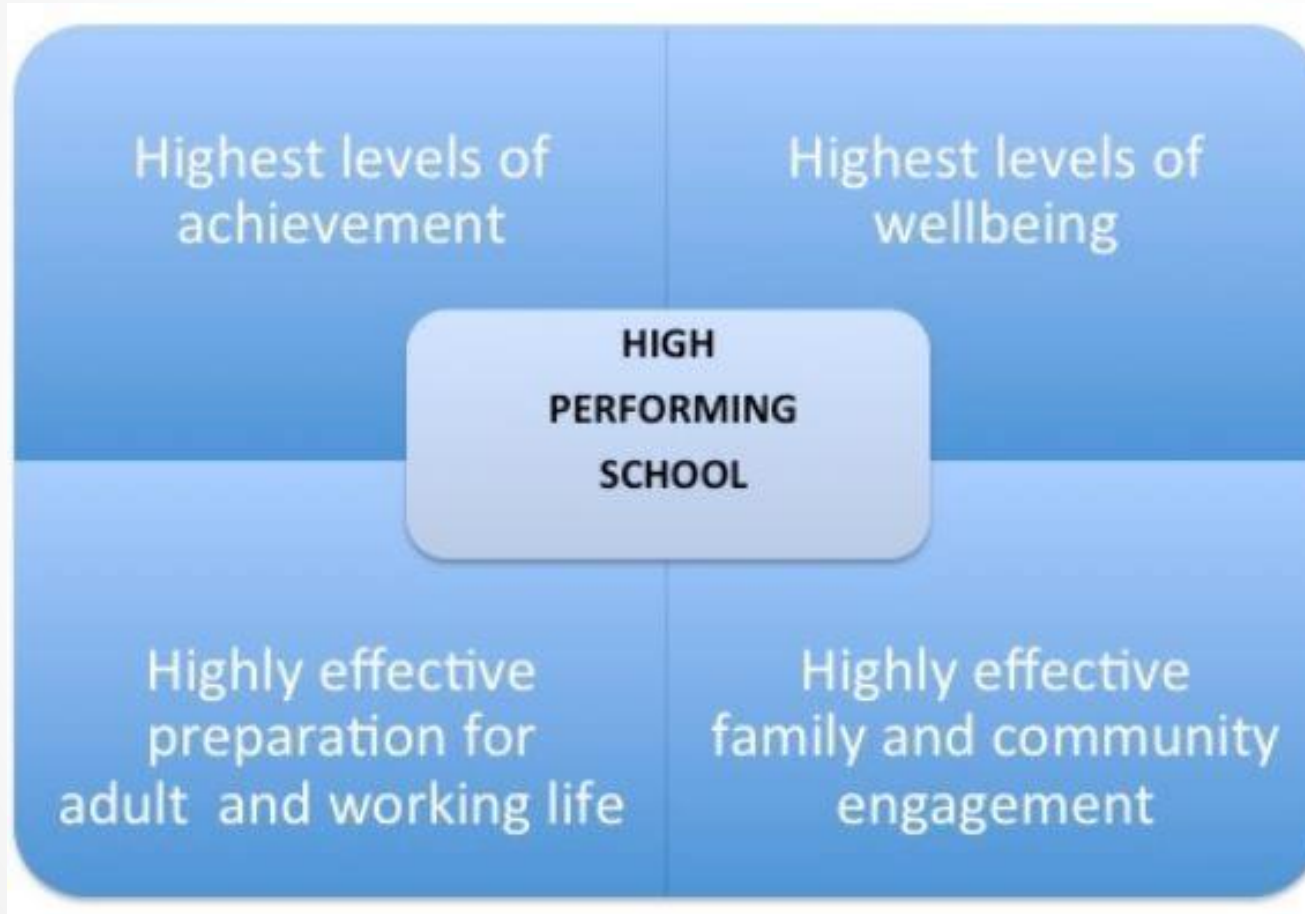 Highest levels of
achievement
Highest levels of
wellbeing
HIGH
PERFORMING
SCHOOL
Highly effective
preparation for
adult  and working life
Highly effective
family and community
engagement